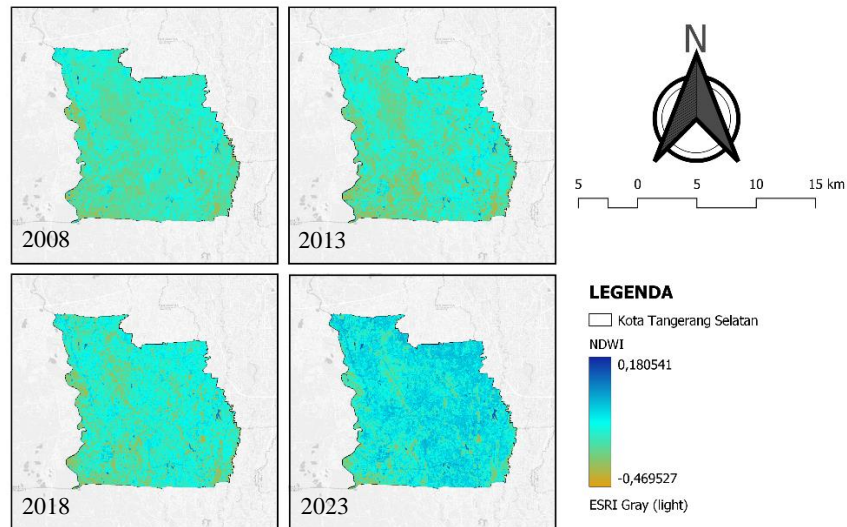 2008
2013
2018
2023
N
5 0 5 10 15 km
LEGENDA
Kota Tangerang Selatan
NDWI
0,180541
-0,469527
ESRI Gray (light)